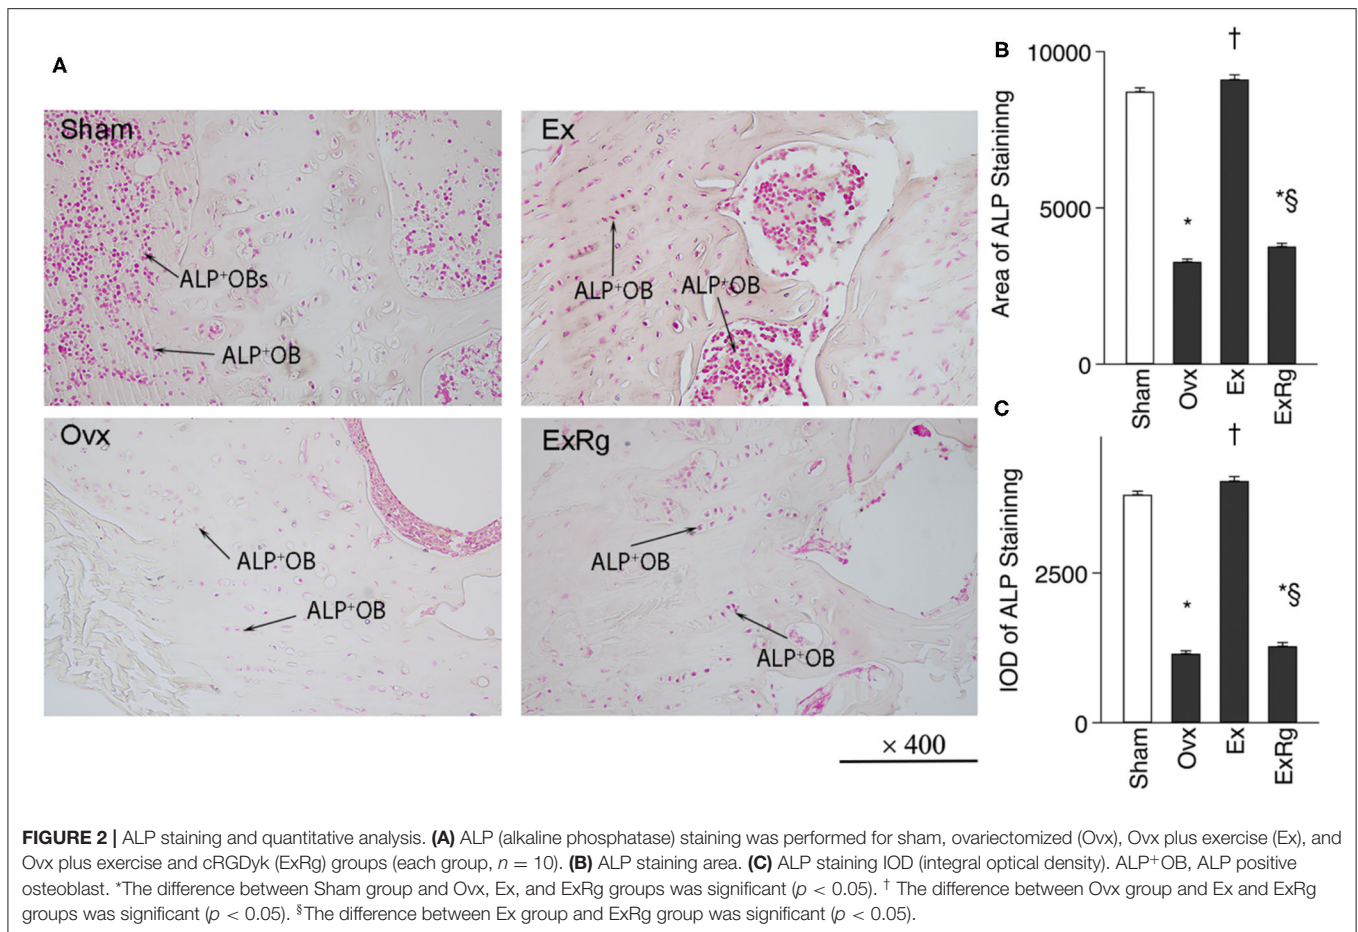 A
Sham
ALP⁺OBs
ALP⁺OB
Ex
ALP⁺OB
ALP⁺OB
Ovx
ALP⁺OB
ALP⁺OB
ExRg
ALP⁺OB
ALP⁺OB
× 400
B
10000
5000
0
Area of ALP Staininng
†
*
*§
Sham
Ovx
Ex
ExRg
C
2500
0
IOD of ALP Staining
†
*
*§
Sham
Ovx
Ex
ExRg
FIGURE 2 | ALP staining and quantitative analysis. (A) ALP (alkaline phosphatase) staining was performed for sham, ovariectomized (Ovx), Ovx plus exercise (Ex), and
Ovx plus exercise and cRGDyk (ExRg) groups (each group, n = 10). (B) ALP staining area. (C) ALP staining IOD (integral optical density). ALP⁺OB, ALP positive
osteoblast. *The difference between Sham group and Ovx, Ex, and ExRg groups was significant (p < 0.05). † The difference between Ovx group and Ex and ExRg
groups was significant (p < 0.05). §The difference between Ex group and ExRg group was significant (p < 0.05).